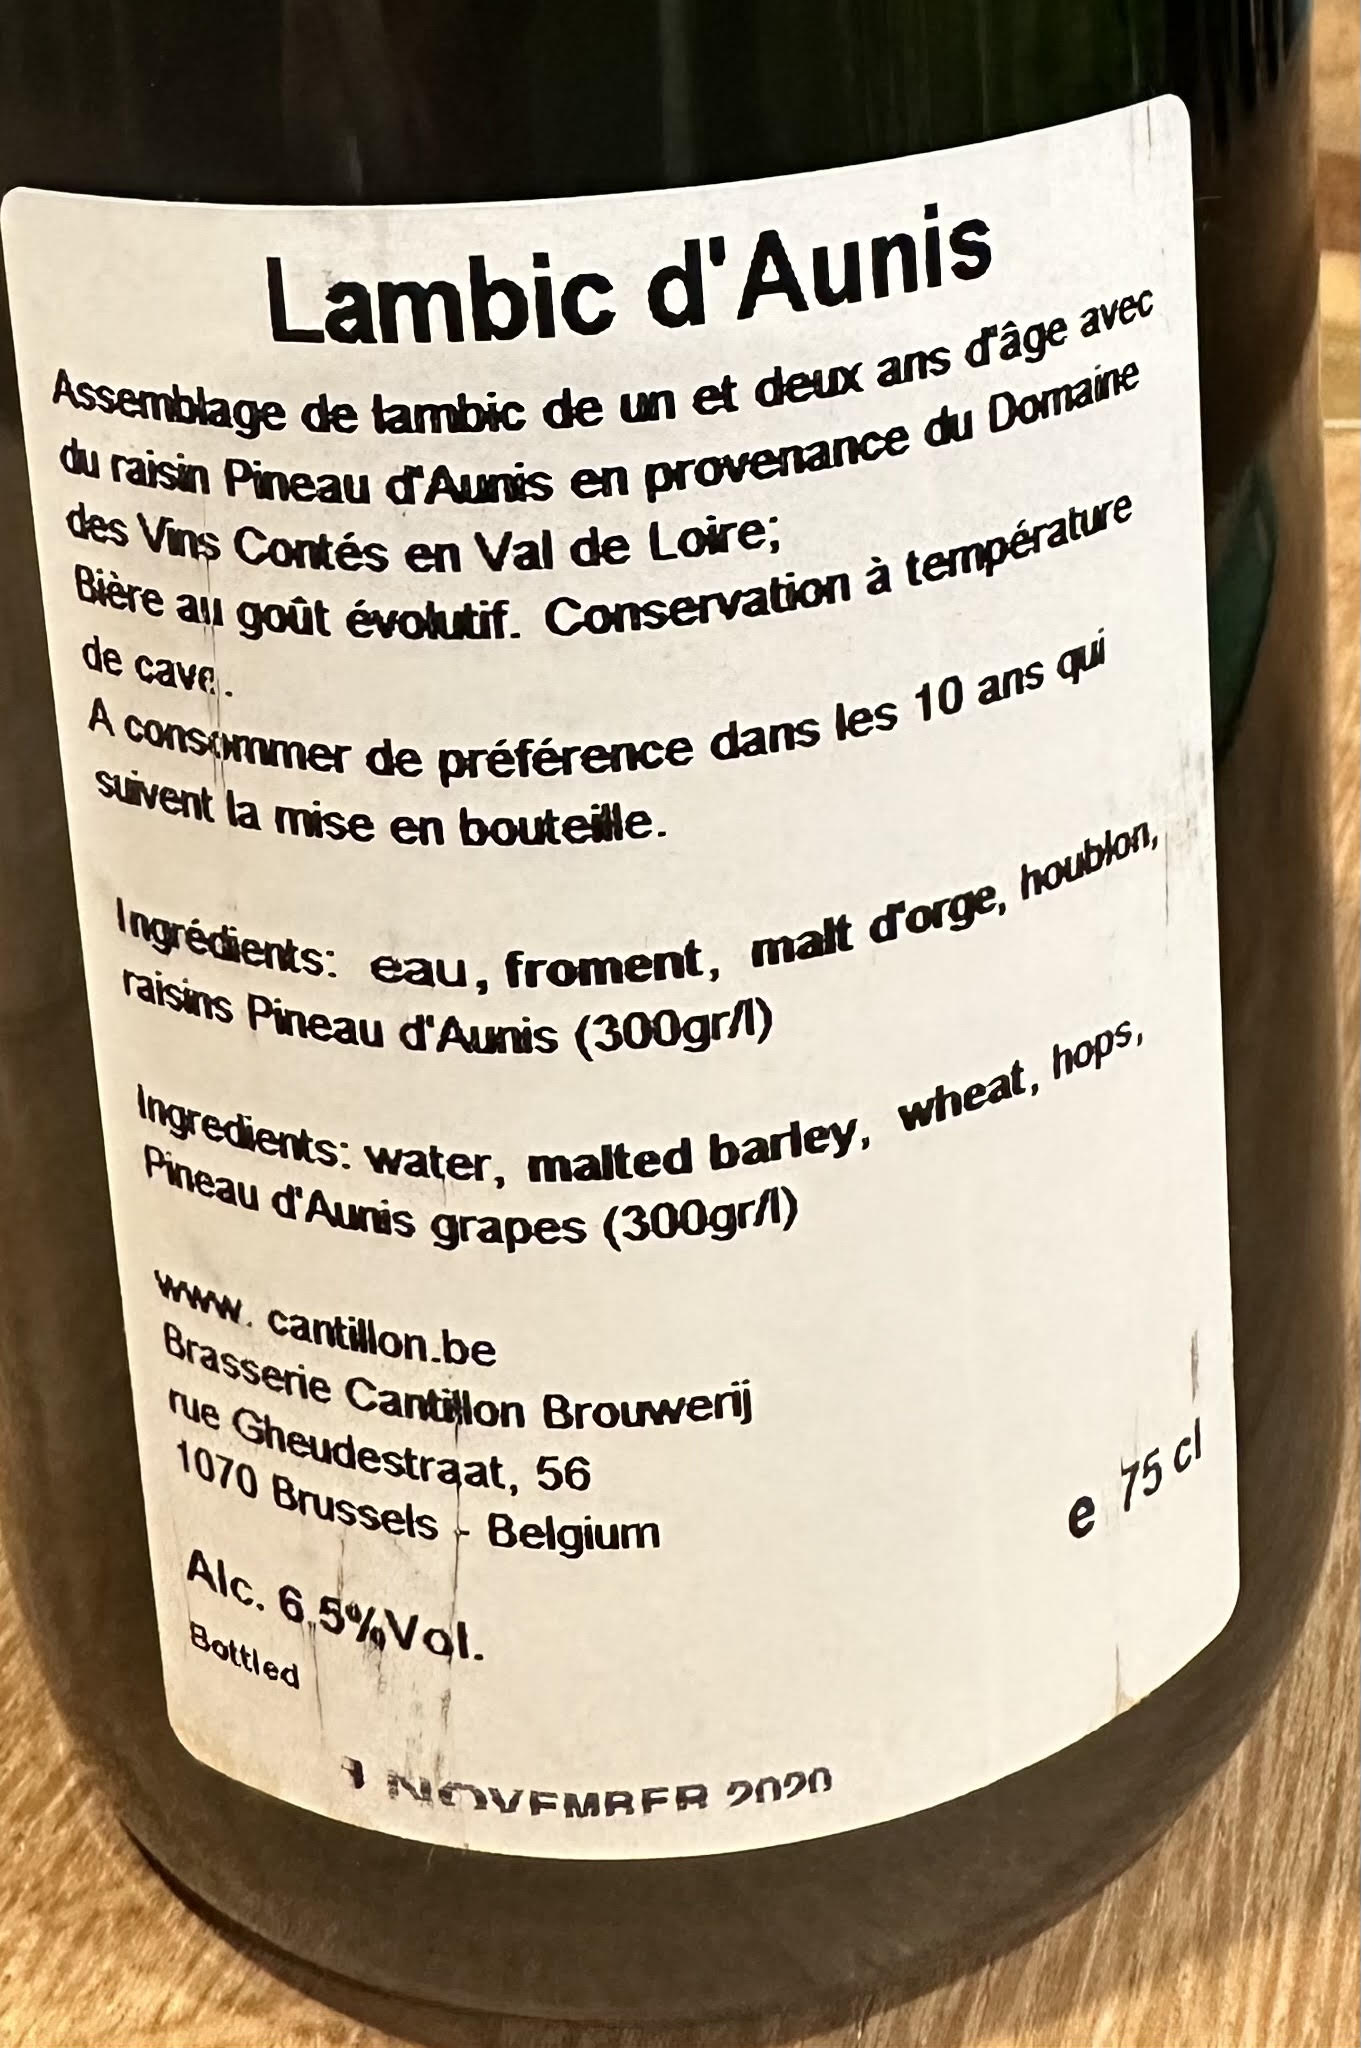 Lambic d'Aunis
Assemblage de lambic de un et deux ans d'âge avec
du raisin Pineau d'Aunis en provenance du Domaine
des Vins Contés en Val de Loire;
Bière au goût évolutif. Conservation à température
de cave.
A consommer de préférence dans les 10 ans qui
suivent la mise en bouteille.
Ingrédients: eau, froment, malt d'orge, houblon,
raisins Pineau d'Aunis (300gr/l)
Ingredients: water, malted barley, wheat, hops,
Pineau d'Aunis grapes (300gr/l)
www. cantillon.be
Brasserie Cantillon Brouwerij
rue Gheudestraat, 56
1070 Brussels - Belgium
e 75 cl
Alc. 6.5%Vol.
Bottled
NOVEMBER 2020